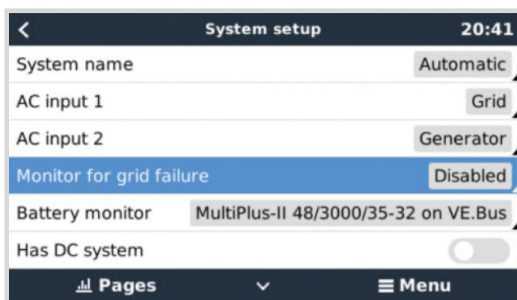 System setup 20:41
System name Automatic
AC input 1 Grid
AC input 2 Generator
Monitor for grid failure Disabled
Battery monitor MultiPlus-II 48/3000/35-32 on VE.Bus
Has DC system
Pages Menu